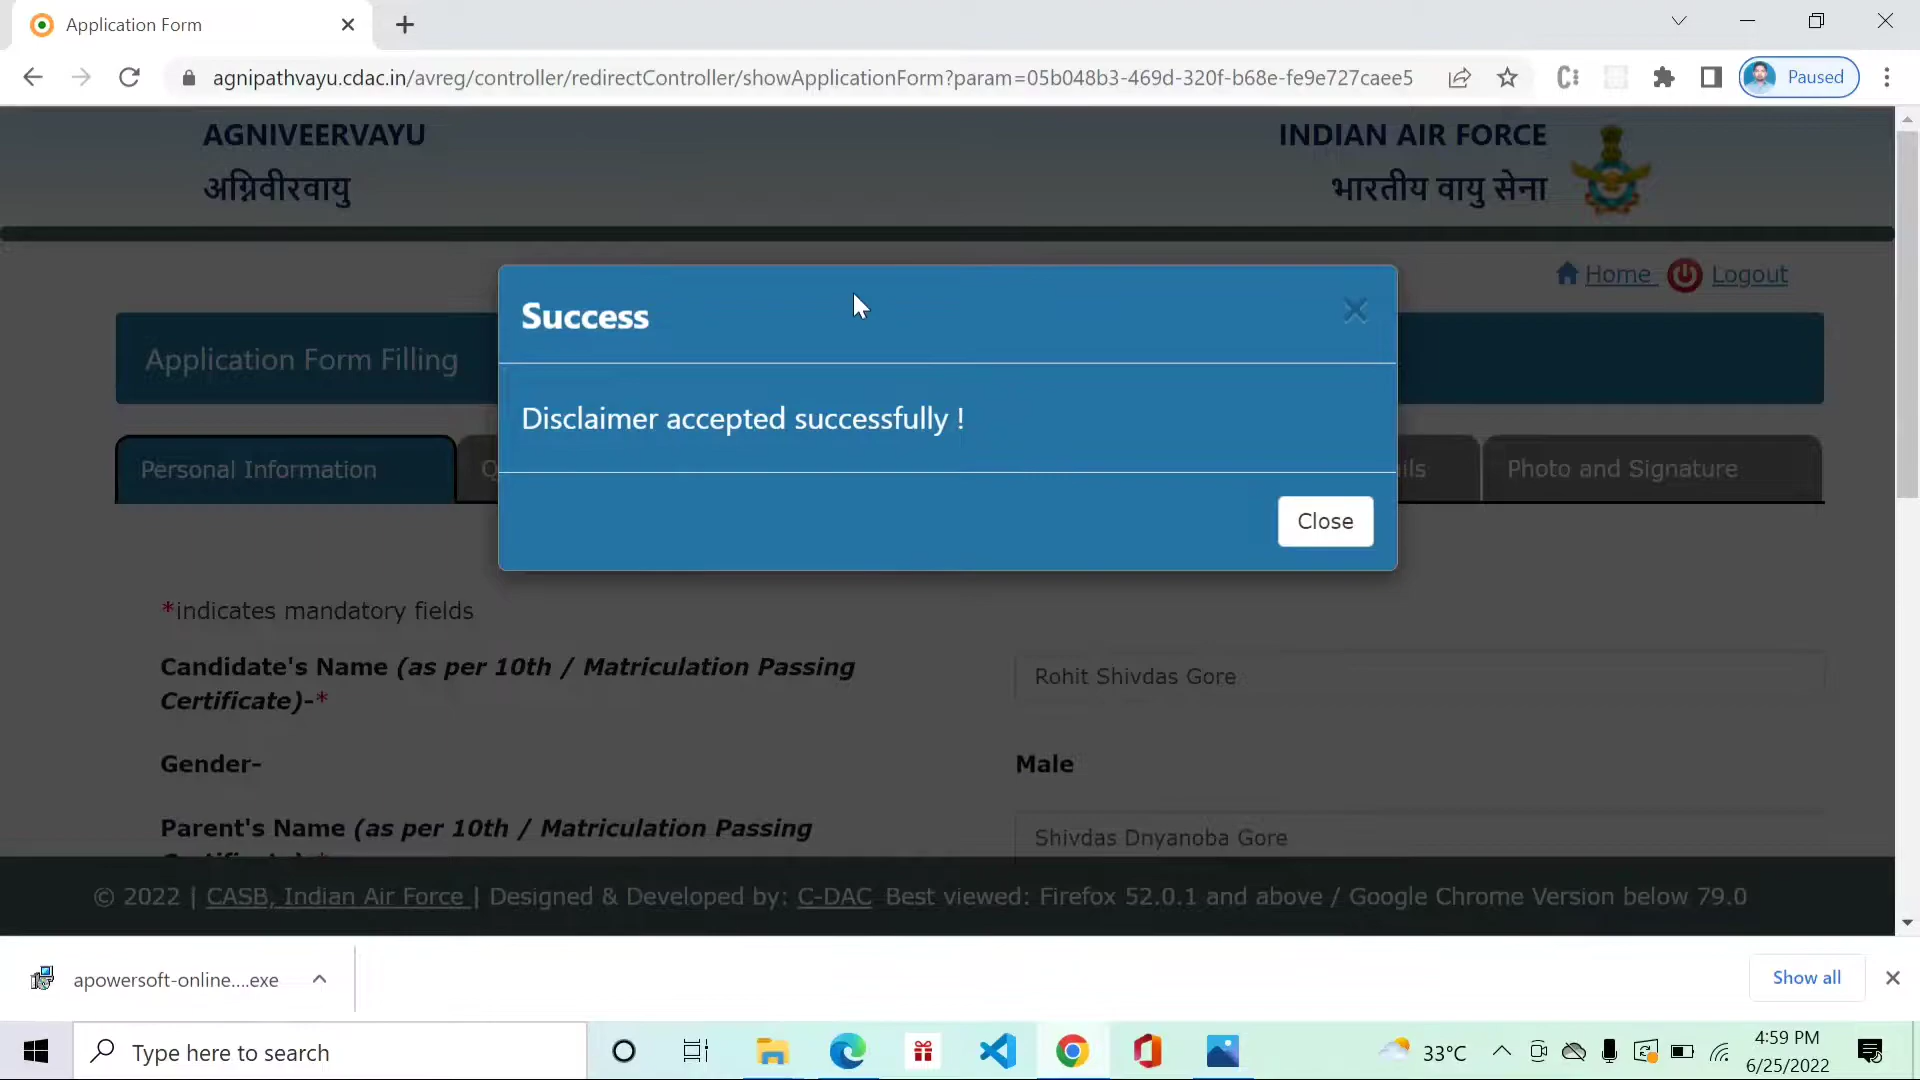 Application Form
agnipathvayu.cdac.in/avreg/controller/redirectController/showApplicationForm?param=05b048b3-469d-320f-b68e-fe9e727caee5
Paused
AGNIVEERVAYU
INDIAN AIR FORCE
अग्निवीरवायु
भारतीय वायु सेना
Home Logout
Application Form Filling
Success
Disclaimer accepted successfully !
Close
Personal Information
Photo and Signature
*indicates mandatory fields
Candidate's Name (as per 10th / Matriculation Passing
Certificate)-*
Rohit Shivdas Gore
Gender-
Male
Parent's Name (as per 10th / Matriculation Passing
Shivdas Dnyanoba Gore
© 2022 | CASB, Indian Air Force | Designed & Developed by: C-DAC Best viewed: Firefox 52.0.1 and above / Google Chrome Version below 79.0
apowersoft-online....exe
Show all
Type here to search
33°C
4:59 PM
6/25/2022